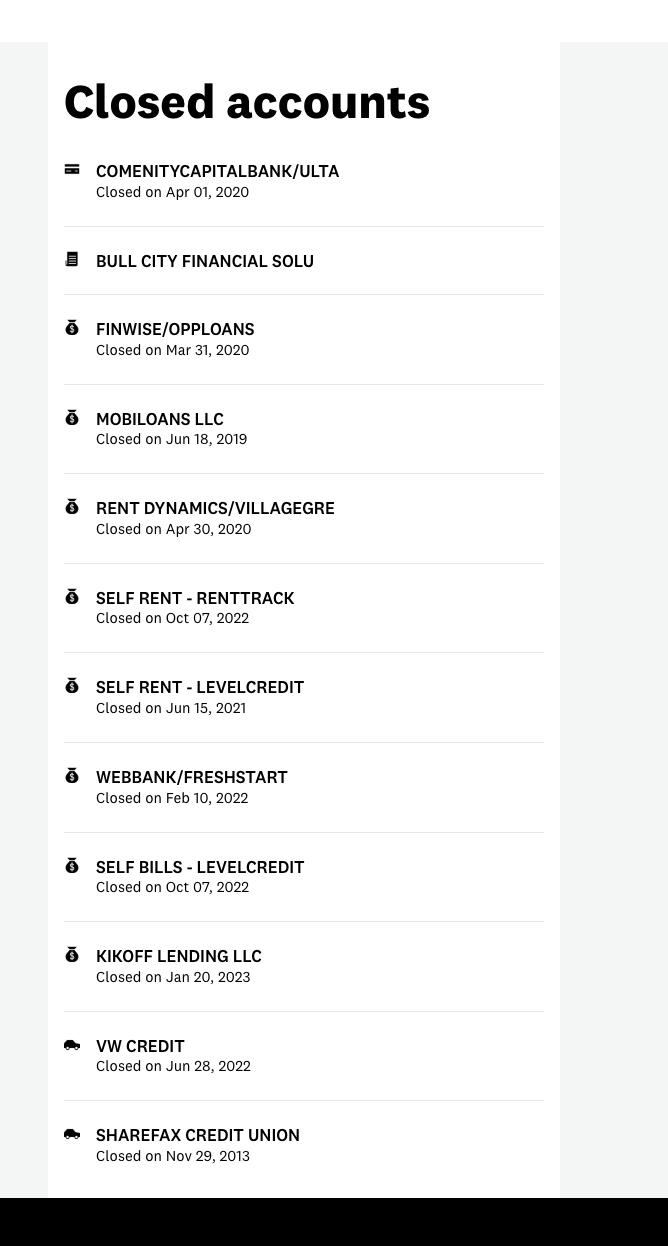 Closed accounts
COMENITYCAPITALBANK/ULTA
Closed on Apr 01, 2020
BULL CITY FINANCIAL SOLU
FINWISE/OPPLOANS
Closed on Mar 31, 2020
MOBILOANS LLC
Closed on Jun 18, 2019
RENT DYNAMICS/VILLAGEGRE
Closed on Apr 30, 2020
SELF RENT - RENTTRACK
Closed on Oct 07, 2022
SELF RENT - LEVELCREDIT
Closed on Jun 15, 2021
WEBBANK/FRESHSTART
Closed on Feb 10, 2022
SELF BILLS - LEVELCREDIT
Closed on Oct 07, 2022
KIKOFF LENDING LLC
Closed on Jan 20, 2023
VW CREDIT
Closed on Jun 28, 2022
SHAREFAX CREDIT UNION
Closed on Nov 29, 2013